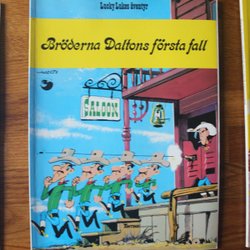 Lucky Lukes äventyr
Bröderna Daltons första fall
SALOON